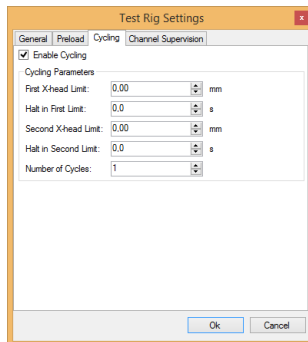 Test Rig Settings
x
General Preload Cycling Channel Supervision
Enable Cycling
Cycling Parameters
First X-head Limit: 0,00 mm
Halt in First Limit: 0,0 s
Second X-head Limit: 0,00 mm
Halt in Second Limit: 0,0 s
Number of Cycles: 1
Ok Cancel